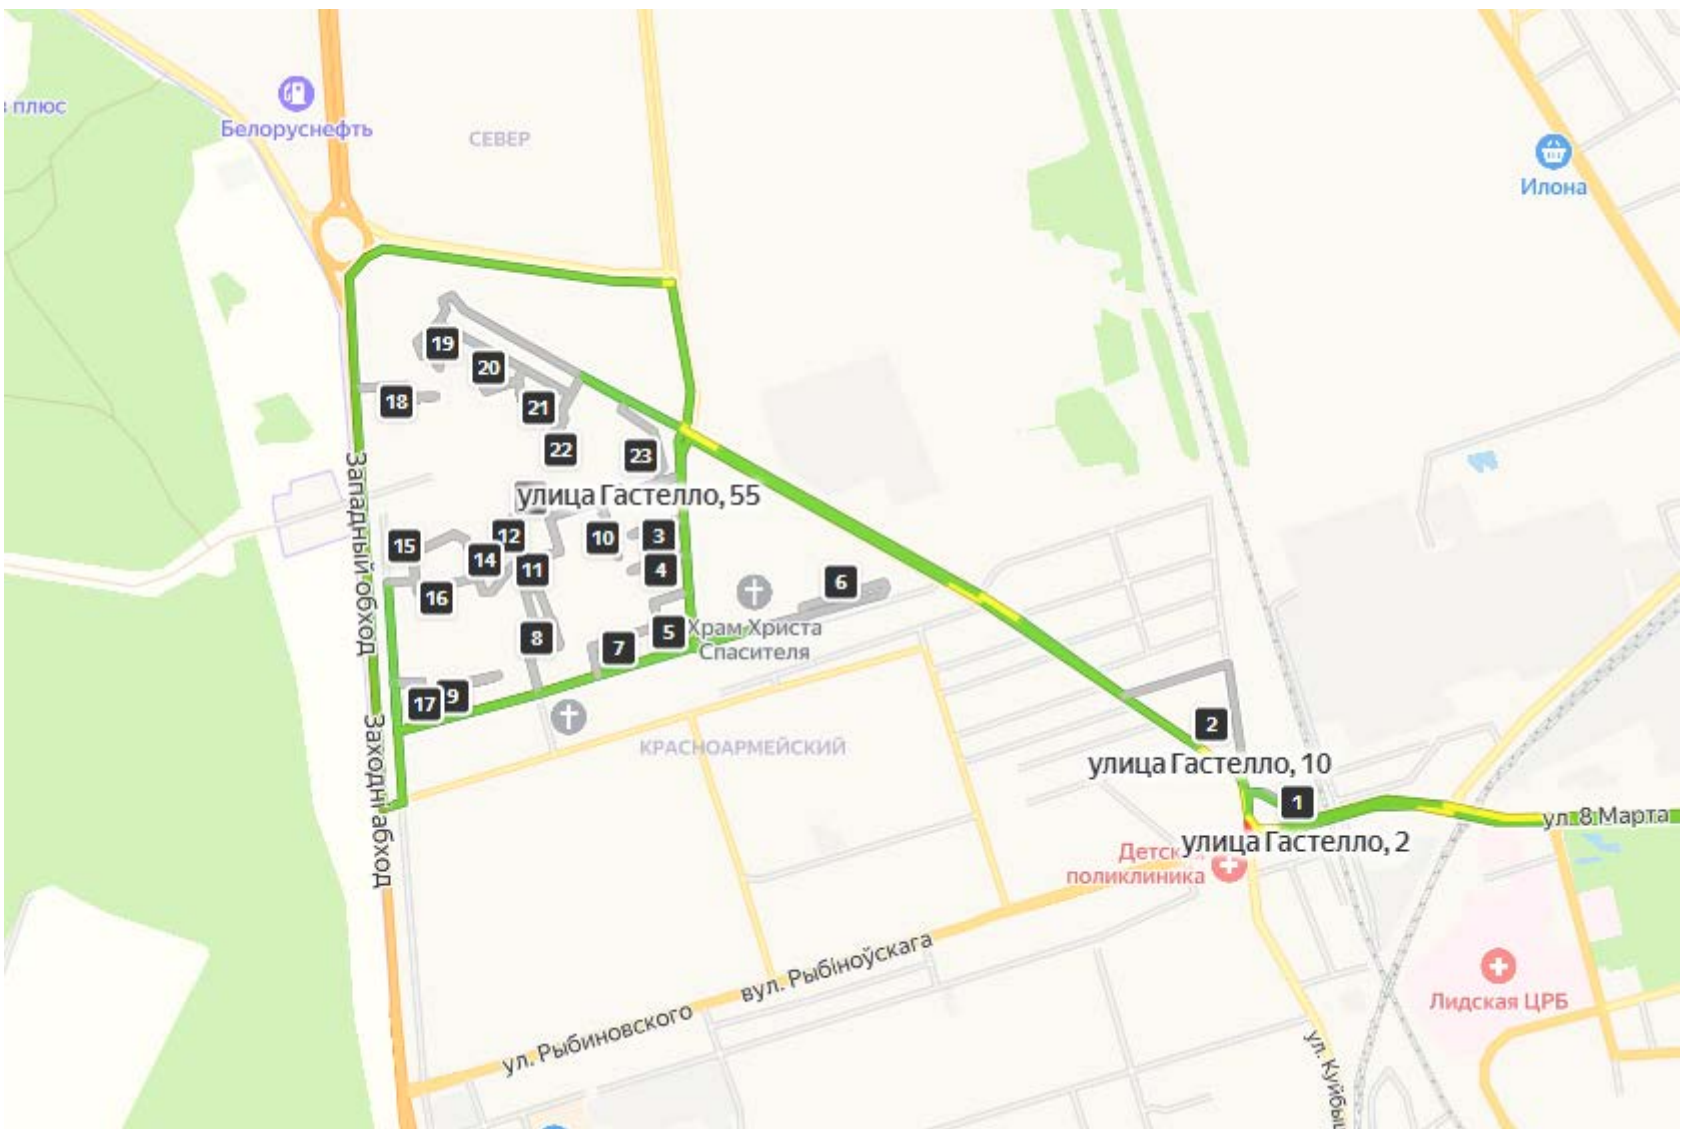 з плюс
Белоруснефть
СЕВЕР
Илона
19
20
18
21
22
23
улица Гастелло, 55
12
10
3
15
14
11
4
16
6
8
7
5
Храм Христа
Спасителя
17
9
Западный обход
Заходні абход
КРАСНОАРМЕЙСКИЙ
2
улица Гастелло, 10
1
ул. 8 Марта
улица Гастелло, 2
поликлиника
Лидская ЦРБ
вул. Рыбіноўскага
ул. Рыбиновского
ул.